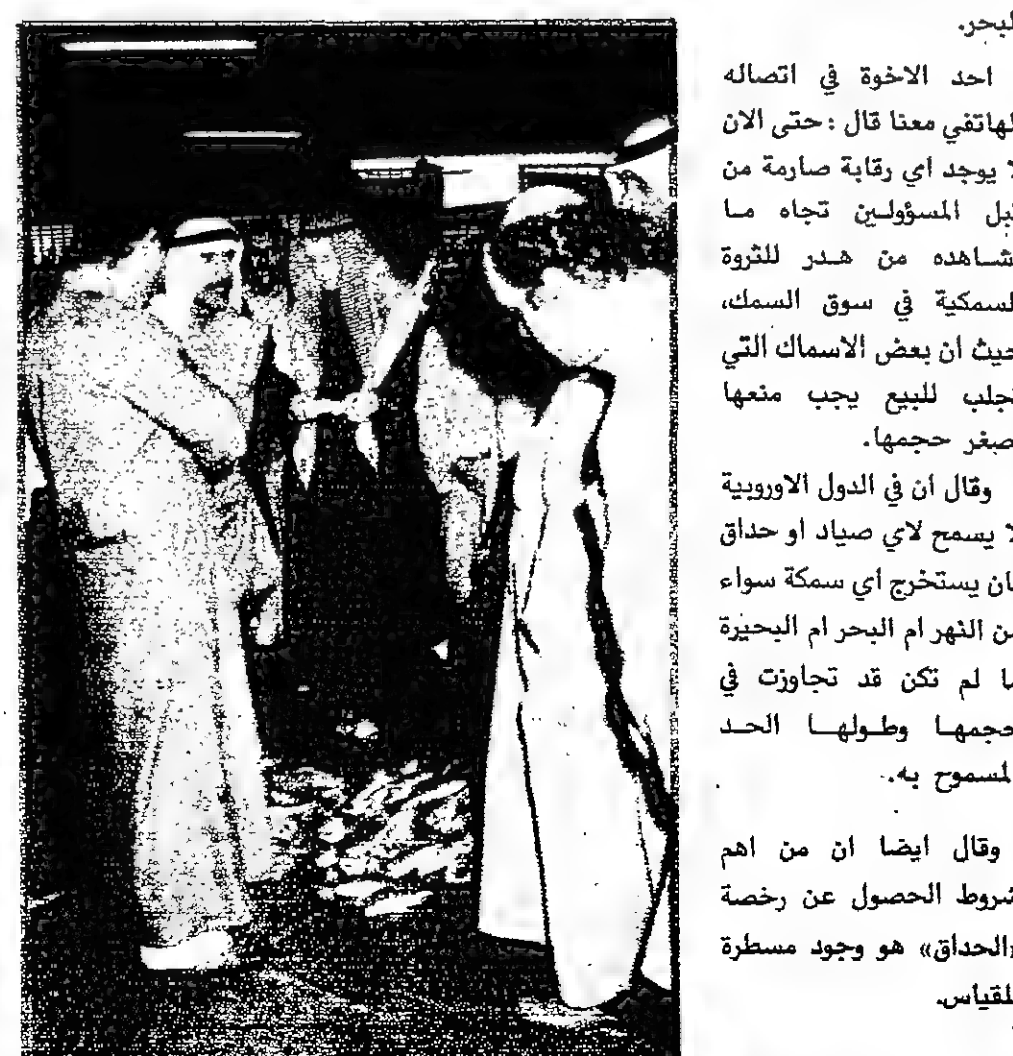 البحر.
احد الاخوة في اتصاله
الهاتفي معنا قال : حتى الان
لا يوجد اي رقابة صارمة من
قبل المسؤولين تجاه ما
نشاهده من هدر للثروة
السمكية في سوق السمك،
حيث ان بعض الاسماك التي
تجلب للبيع يجب منعها
لصغر حجمها.
وقال ان في الدول الاوروبية
لا يسمح لاي صياد او حداق
بان يستخرج اي سمكة سواء
من النهر ام البحر ام البحيرة
ما لم تكن قد تجاوزت في
حجمها وطولها الحد
المسموح به.
وقال ايضا ان من اهم
شروط الحصول عن رخصة
«الحداق» هو وجود مسطرة
للقياس.